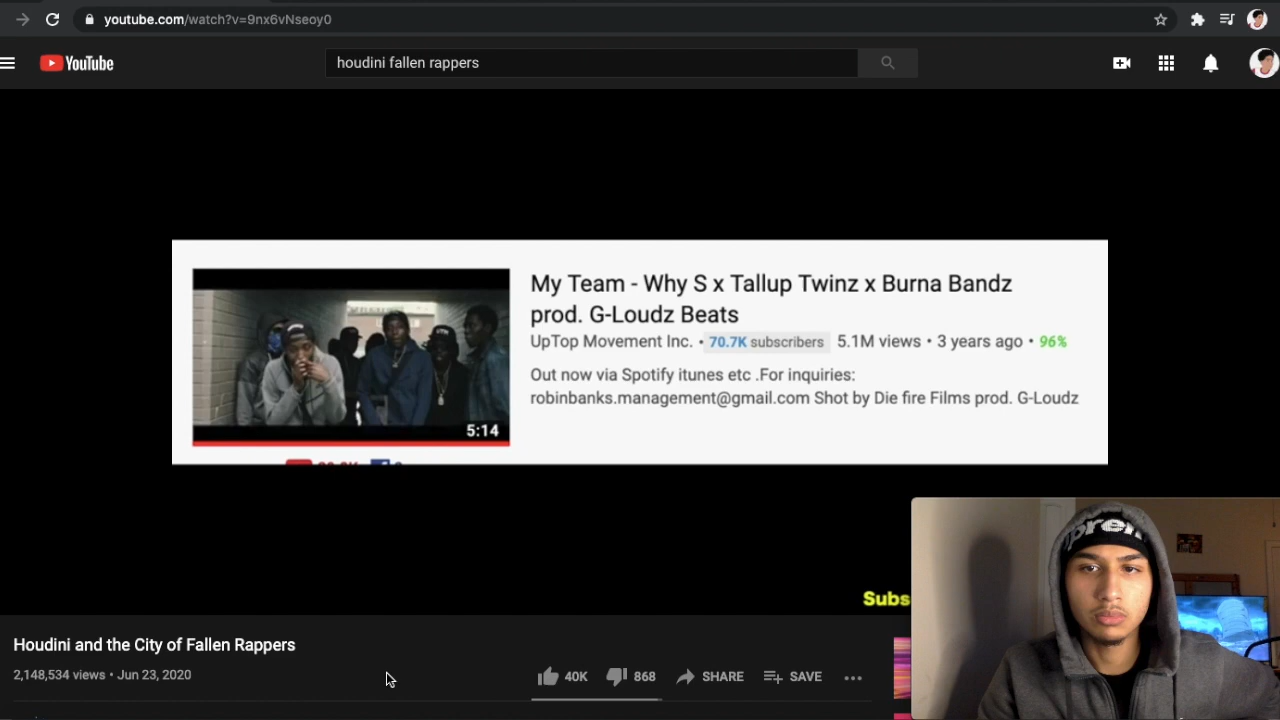 youtube.com/watch?v=9nx6vNseoy0
YouTube
houdini fallen rappers
My Team - Why S x Tallup Twinz x Burna Bandz
prod. G-Loudz Beats
UpTop Movement Inc. • 70.7K subscribers 5.1M views • 3 years ago • 96%
Out now via Spotify itunes etc .For inquiries:
robinbanks.management@gmail.com Shot by Die fire Films prod. G-Loudz
5:14
Subs
Houdini and the City of Fallen Rappers
2,148,534 views • Jun 23, 2020
40K 868 SHARE SAVE